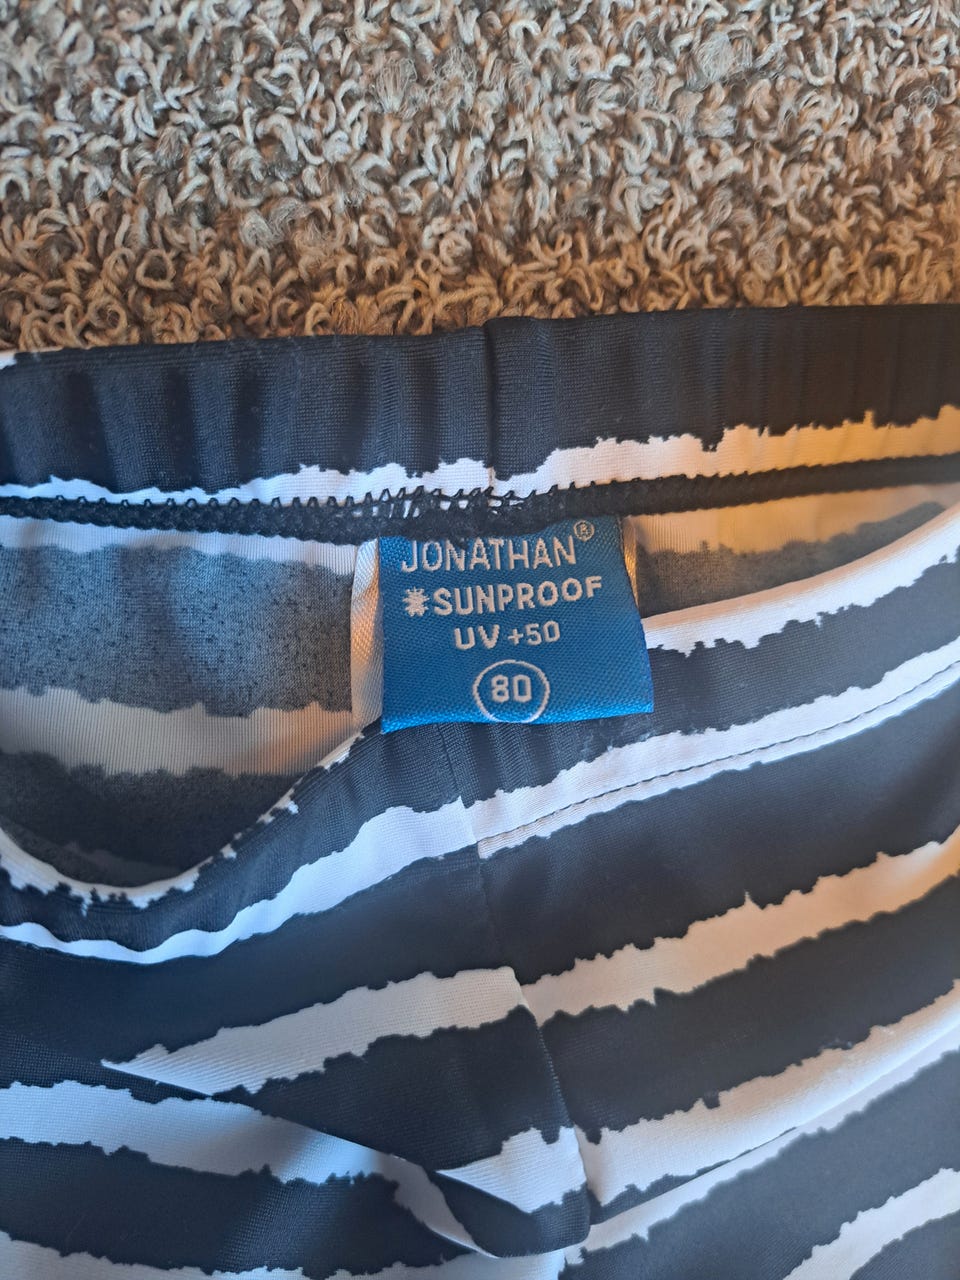 JONATHAN®
SUNPROOF
UV +50
80